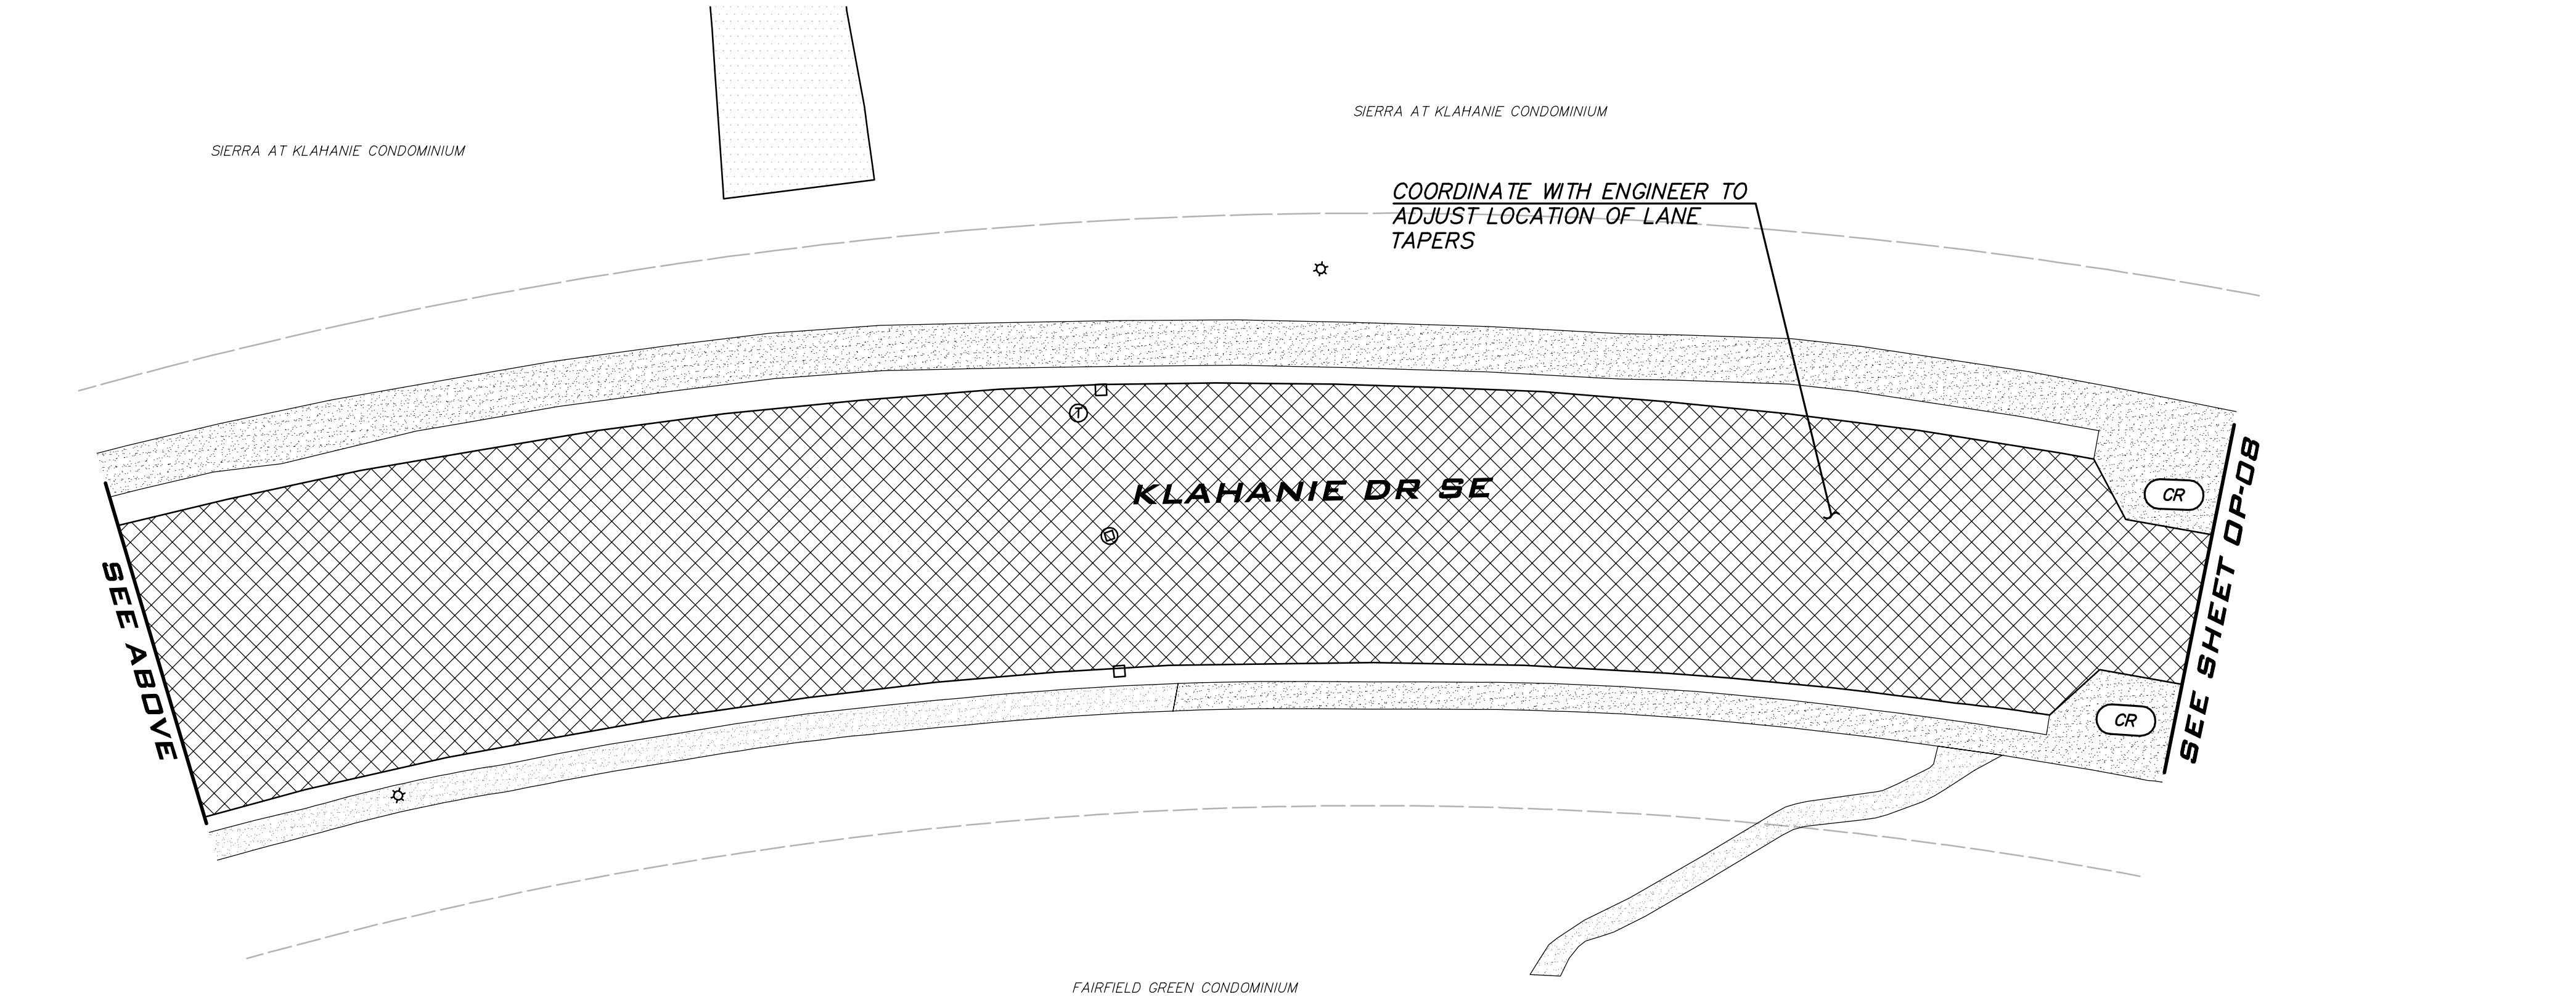 SIERRA AT KLAHANIE CONDOMINIUM
SIERRA AT KLAHANIE CONDOMINIUM
COORDINATE WITH ENGINEER TO
ADJUST LOCATION OF LANE
TAPERS
T
KLAHANIE DR SE
CR
CR
SEE ABOVE
SEE SHEET OP-08
FAIRFIELD GREEN CONDOMINIUM